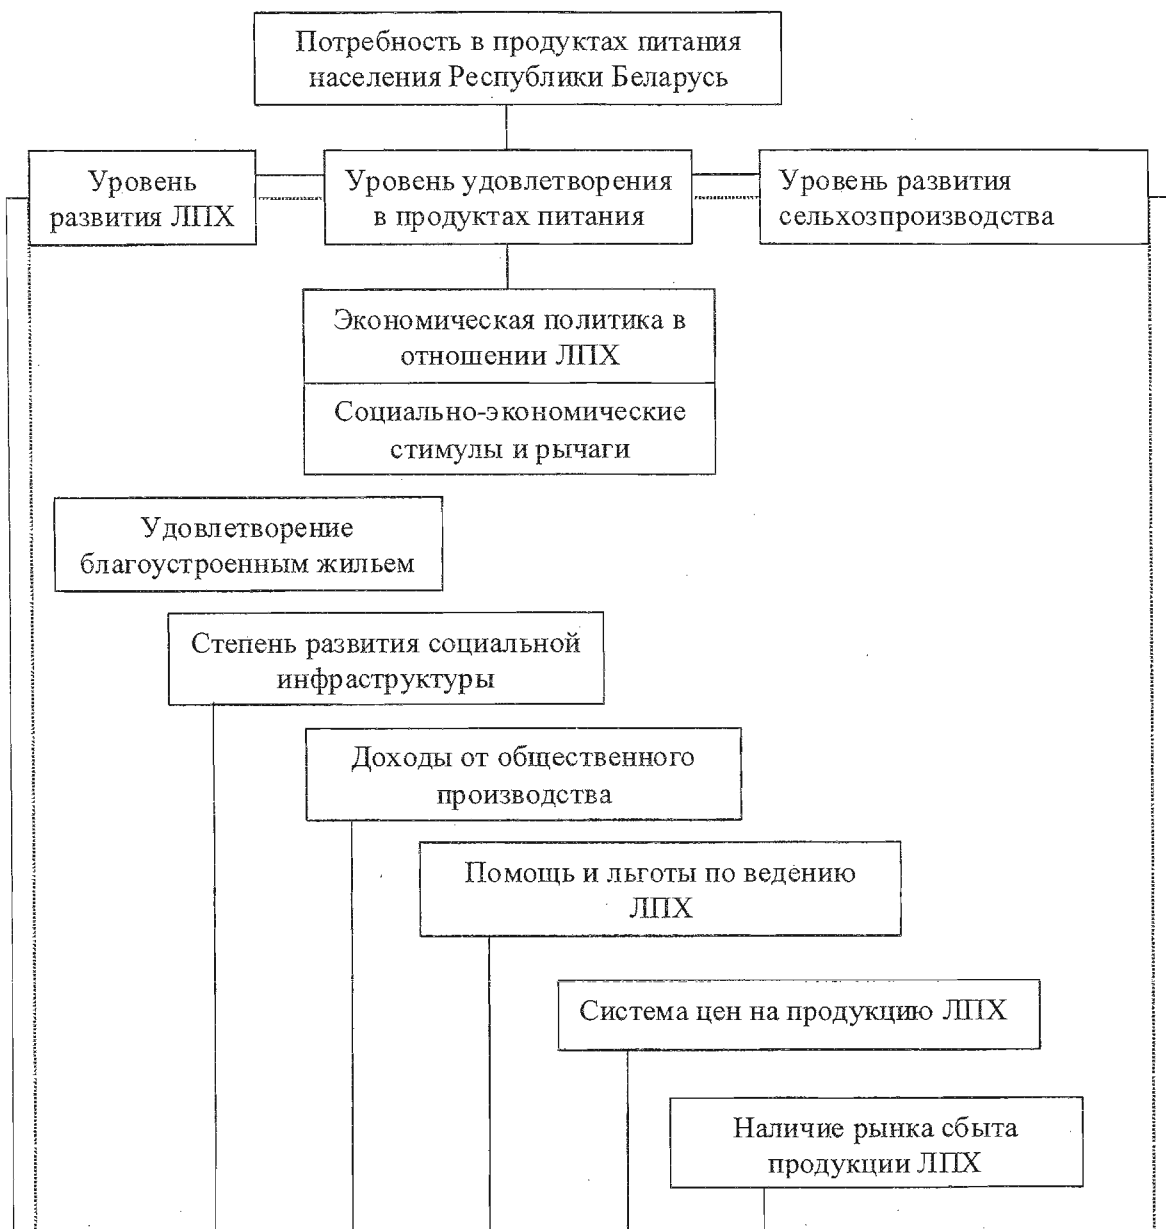 Потребность в продуктах питания
населения Республики Беларусь
Уровень
развития ЛПХ
Уровень удовлетворения
в продуктах питания
Уровень развития
сельхозпроизводства
Экономическая политика в
отношении ЛПХ
Социально-экономические
стимулы и рычаги
Удовлетворение
благоустроенным жильем
Степень развития социальной
инфраструктуры
Доходы от общественного
производства
Помощь и льготы по ведению
ЛПХ
Система цен на продукцию ЛПХ
Наличие рынка сбыта
продукции ЛПХ